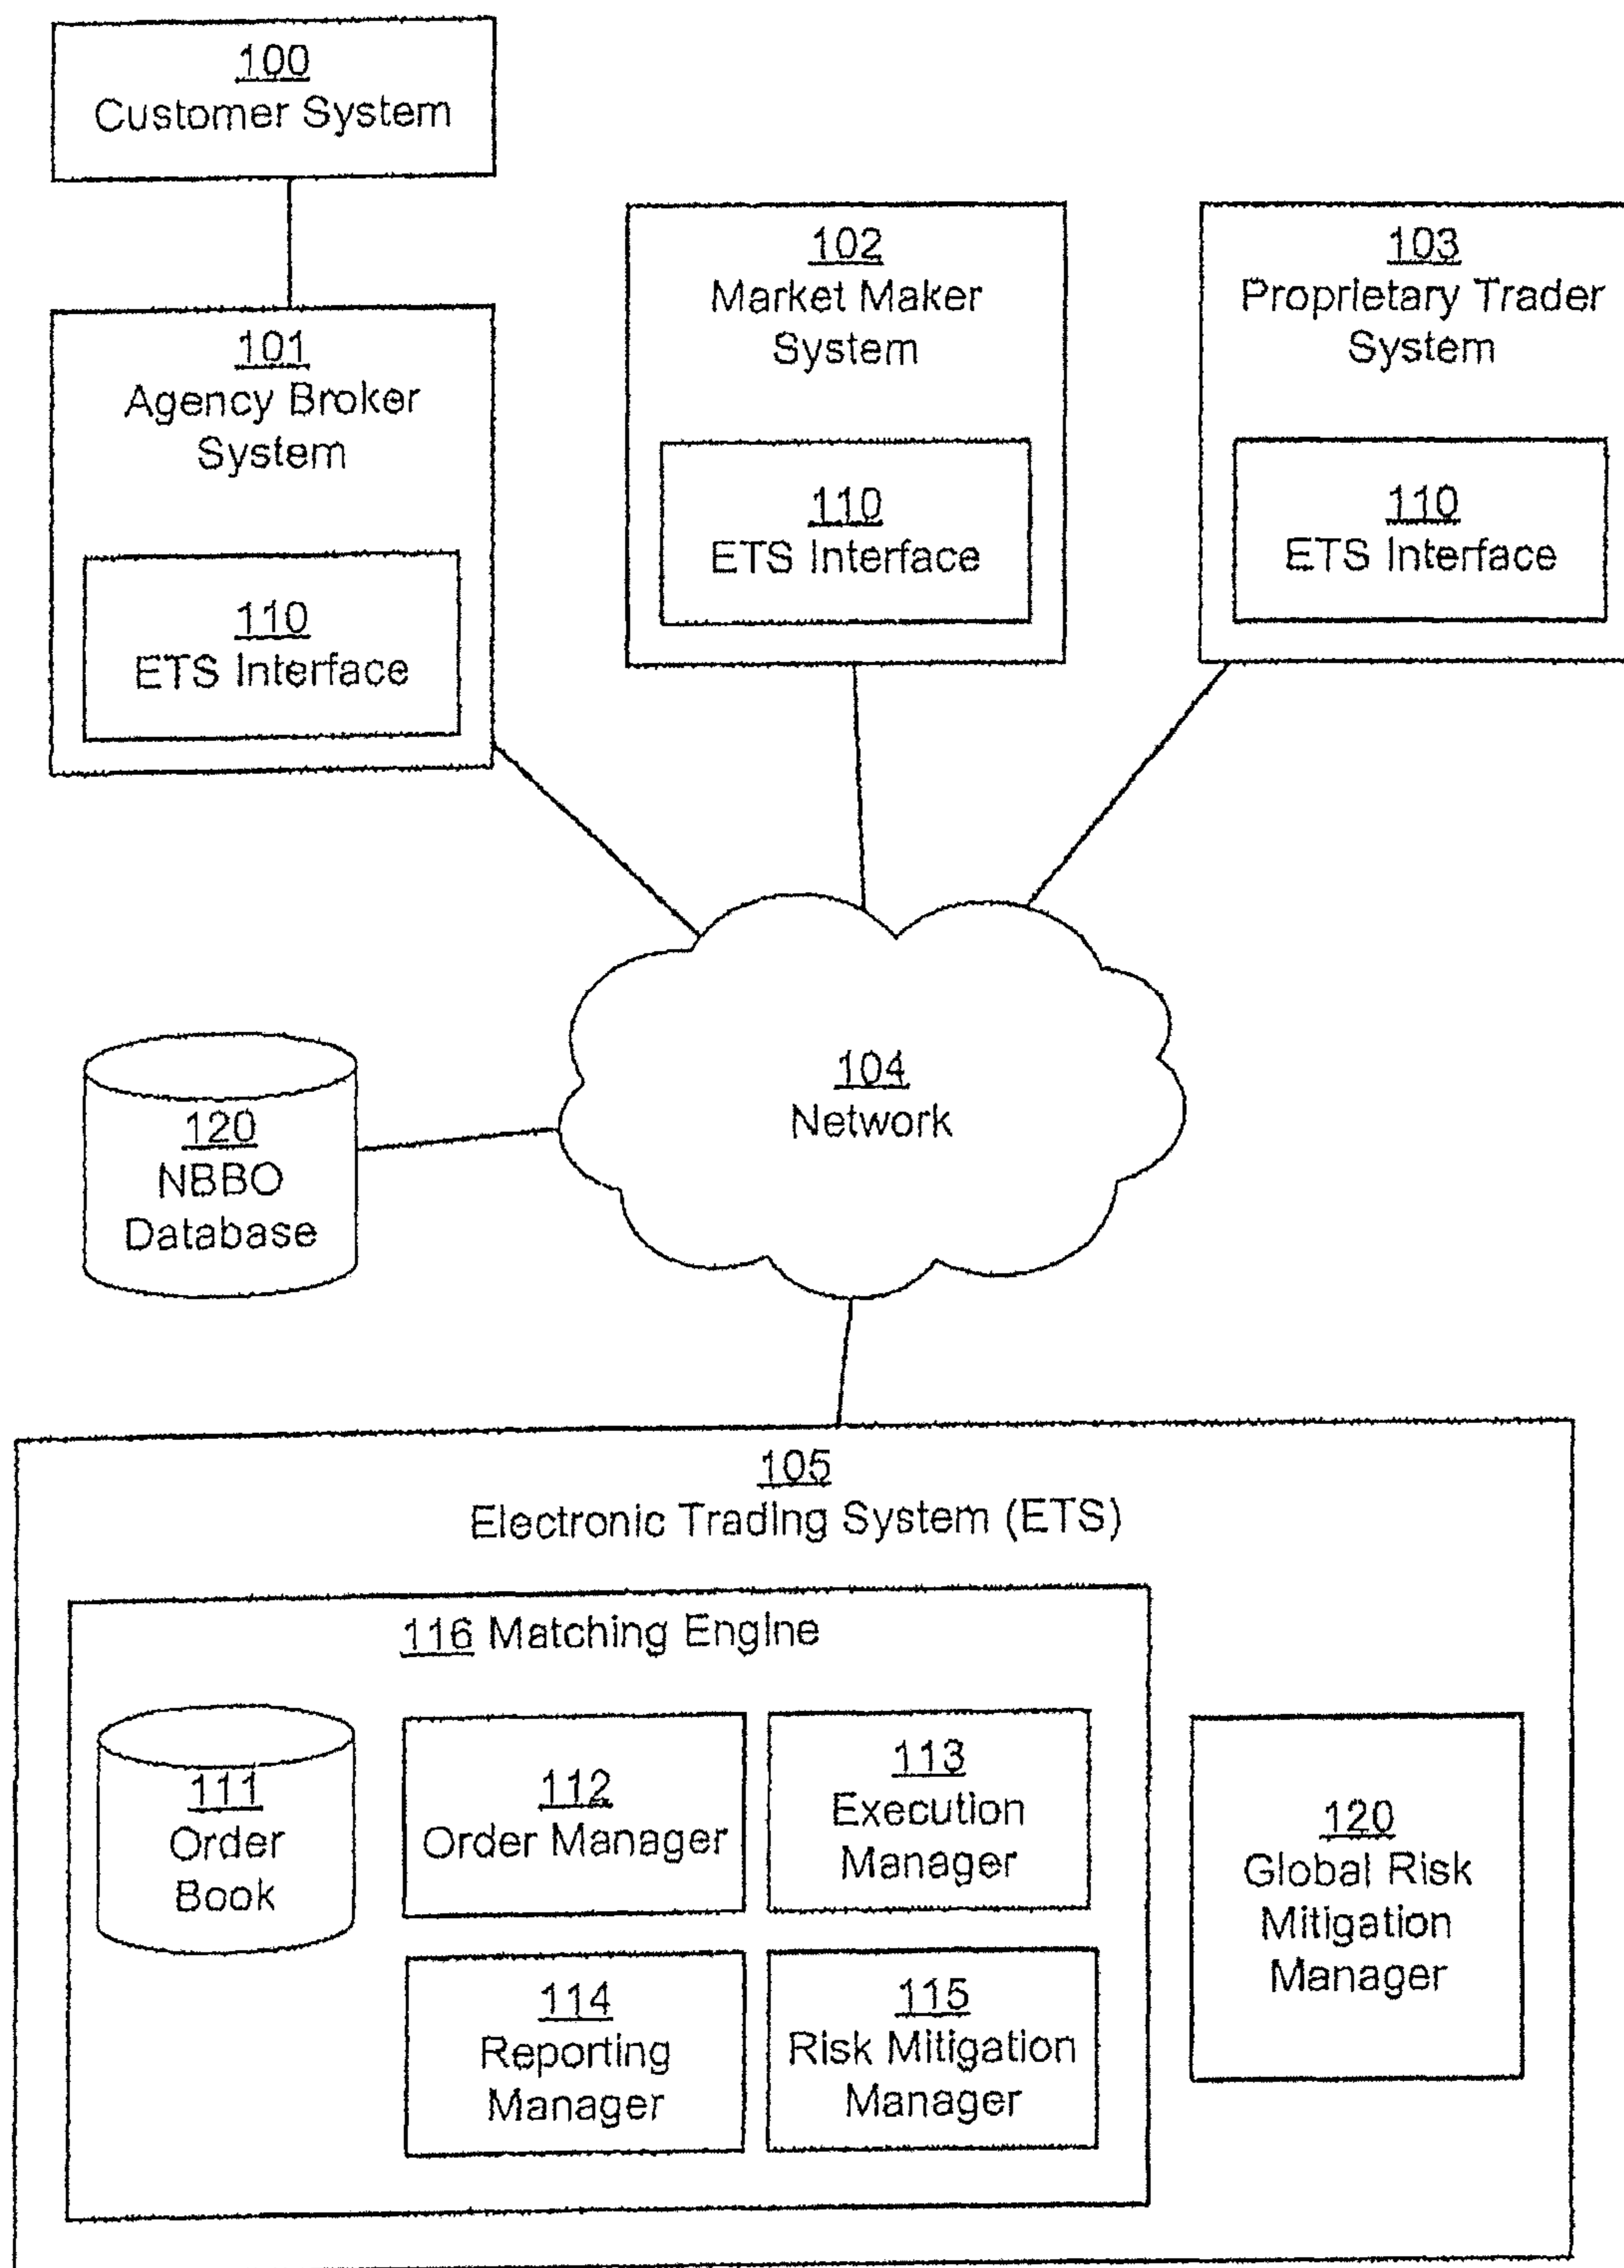 100
Customer System
101
Agency Broker
System
110
ETS Interface
102
Market Maker
System
110
ETS Interface
103
Proprietary Trader
System
110
ETS Interface
104
Network
120
NBBO
Database
105
Electronic Trading System (ETS)
116 Matching Engine
111
Order
Book
112
Order Manager
113
Execution
Manager
114
Reporting
Manager
115
Risk Mitigation
Manager
120
Global Risk
Mitigation
Manager